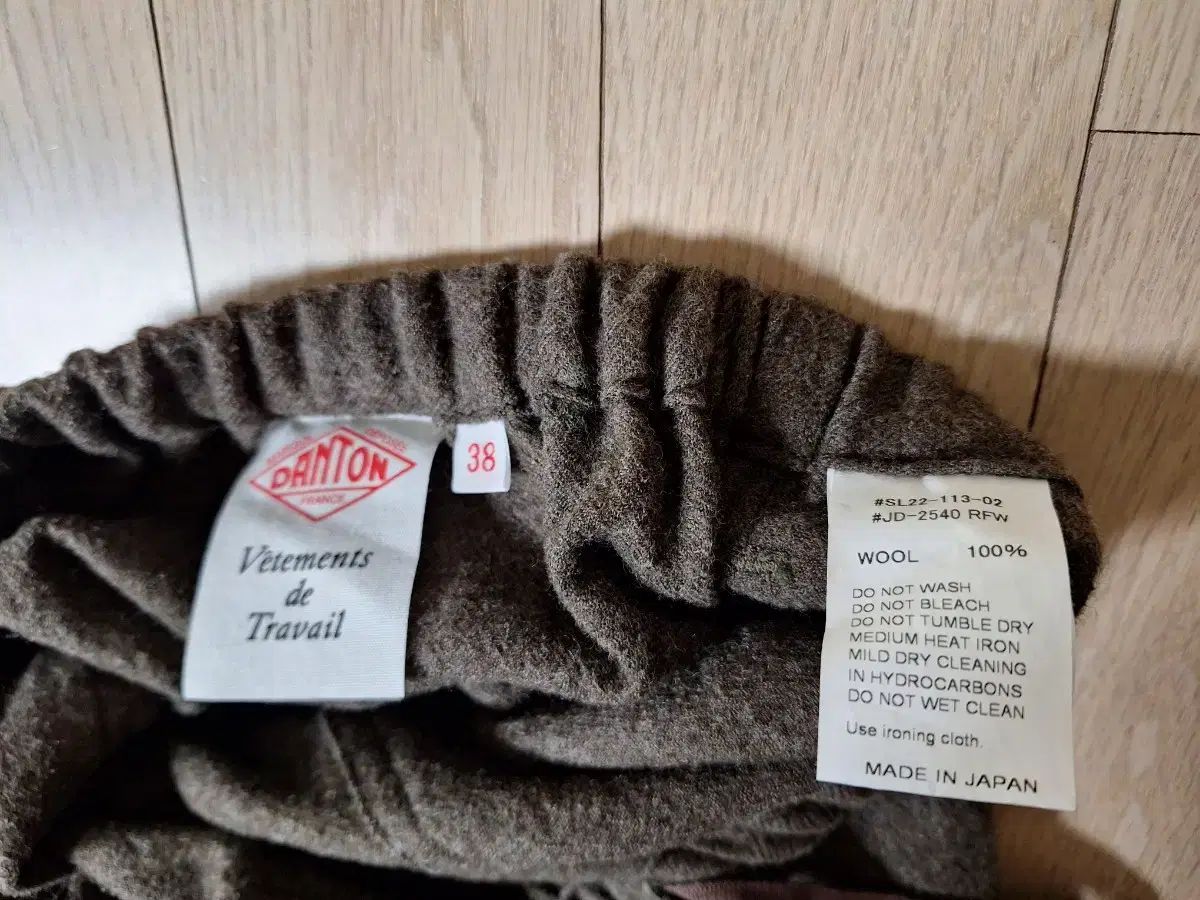 DANTON
FRANCE
Vêtements
de
Travail
38
#SL22-113-02
#JD-2540 RFW
WOOL 100%
DO NOT WASH
DO NOT BLEACH
DO NOT TUMBLE DRY
MEDIUM HEAT IRON
MILD DRY CLEANING
IN HYDROCARBONS
DO NOT WET CLEAN
Use ironing cloth.
MADE IN JAPAN